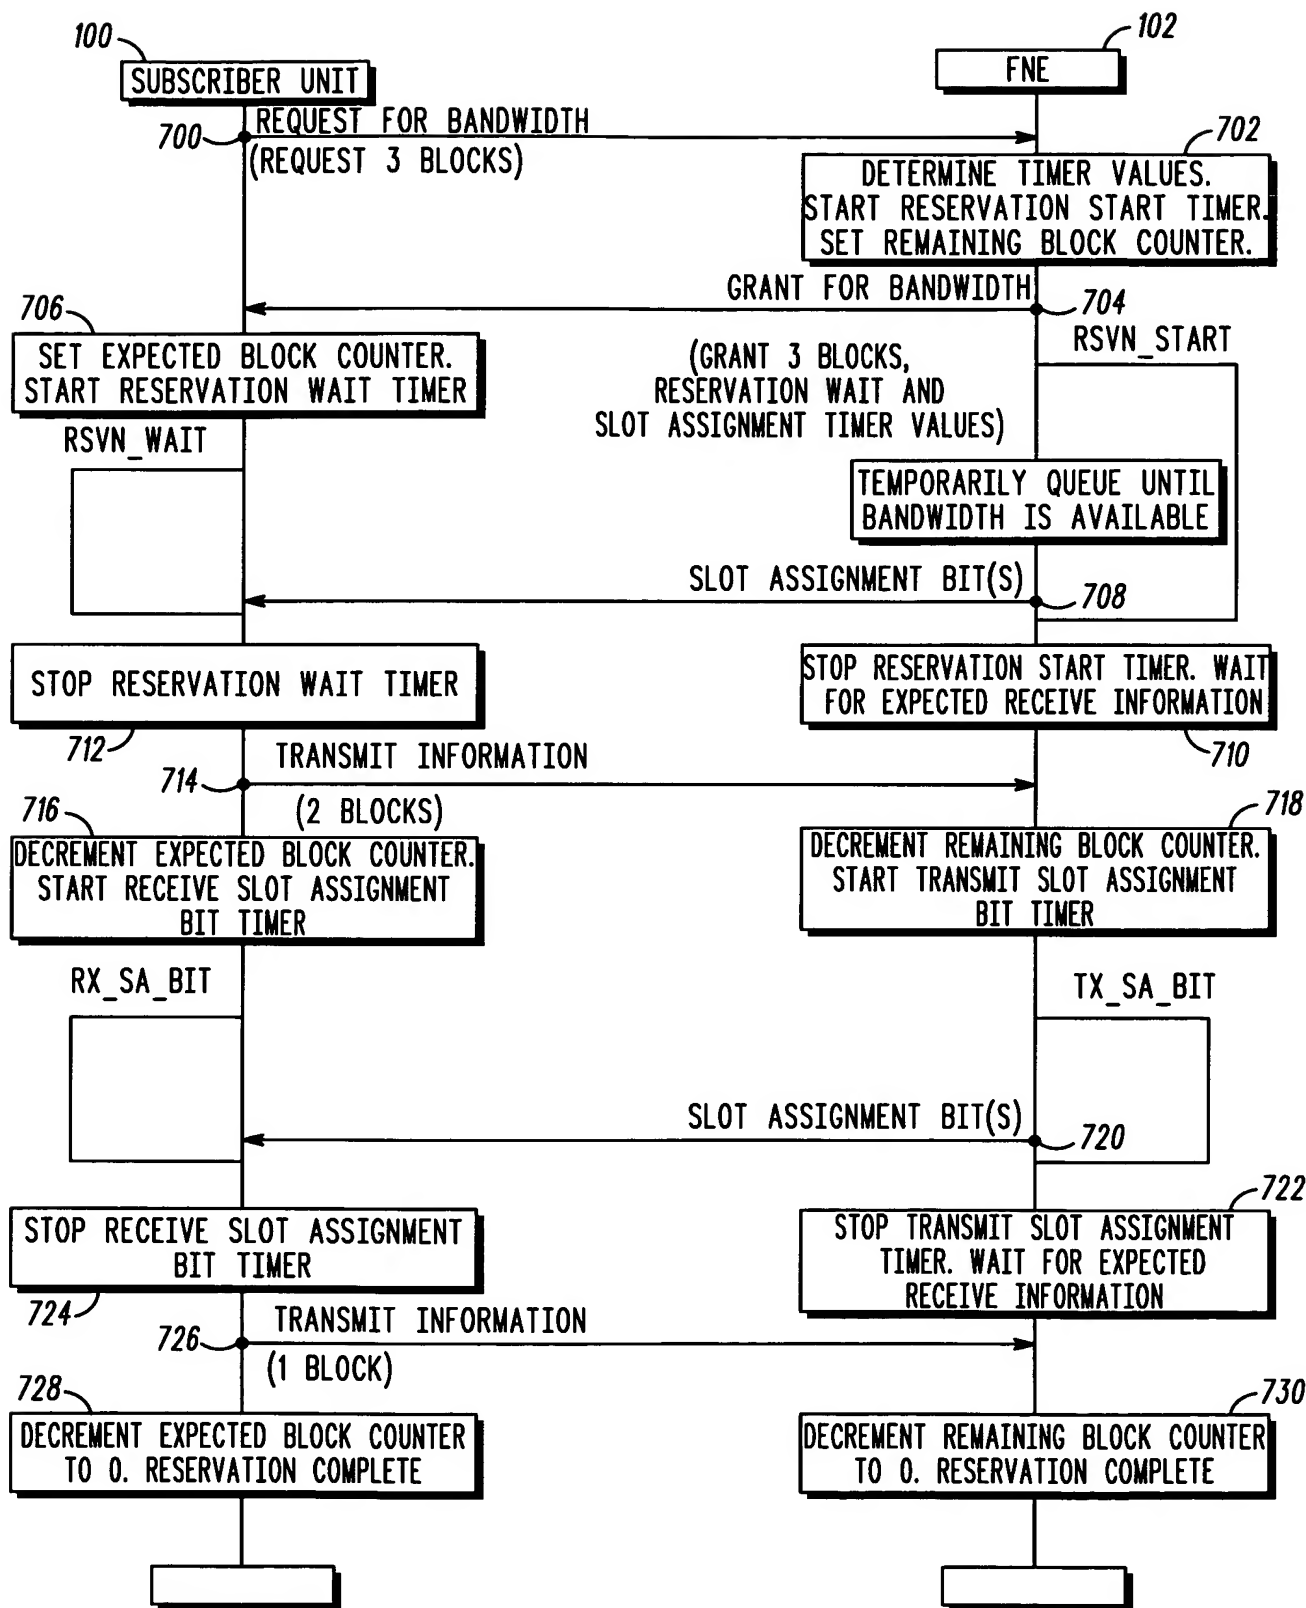 100
SUBSCRIBER UNIT
102
FNE
700
REQUEST FOR BANDWIDTH
(REQUEST 3 BLOCKS)
702
DETERMINE TIMER VALUES.
START RESERVATION START TIMER.
SET REMAINING BLOCK COUNTER.
GRANT FOR BANDWIDTH
704
706
SET EXPECTED BLOCK COUNTER.
START RESERVATION WAIT TIMER
(GRANT 3 BLOCKS,
RESERVATION WAIT AND
SLOT ASSIGNMENT TIMER VALUES)
RSVN_START
RSVN_WAIT
TEMPORARILY QUEUE UNTIL
BANDWIDTH IS AVAILABLE
SLOT ASSIGNMENT BIT(S)
708
STOP RESERVATION WAIT TIMER
712
STOP RESERVATION START TIMER. WAIT
FOR EXPECTED RECEIVE INFORMATION
710
714
TRANSMIT INFORMATION
(2 BLOCKS)
716
DECREMENT EXPECTED BLOCK COUNTER.
START RECEIVE SLOT ASSIGNMENT
BIT TIMER
718
DECREMENT REMAINING BLOCK COUNTER.
START TRANSMIT SLOT ASSIGNMENT
BIT TIMER
RX_SA_BIT
TX_SA_BIT
SLOT ASSIGNMENT BIT(S)
720
STOP RECEIVE SLOT ASSIGNMENT
BIT TIMER
724
722
STOP TRANSMIT SLOT ASSIGNMENT
TIMER. WAIT FOR EXPECTED
RECEIVE INFORMATION
726
TRANSMIT INFORMATION
(1 BLOCK)
728
DECREMENT EXPECTED BLOCK COUNTER
TO 0. RESERVATION COMPLETE
730
DECREMENT REMAINING BLOCK COUNTER
TO 0. RESERVATION COMPLETE